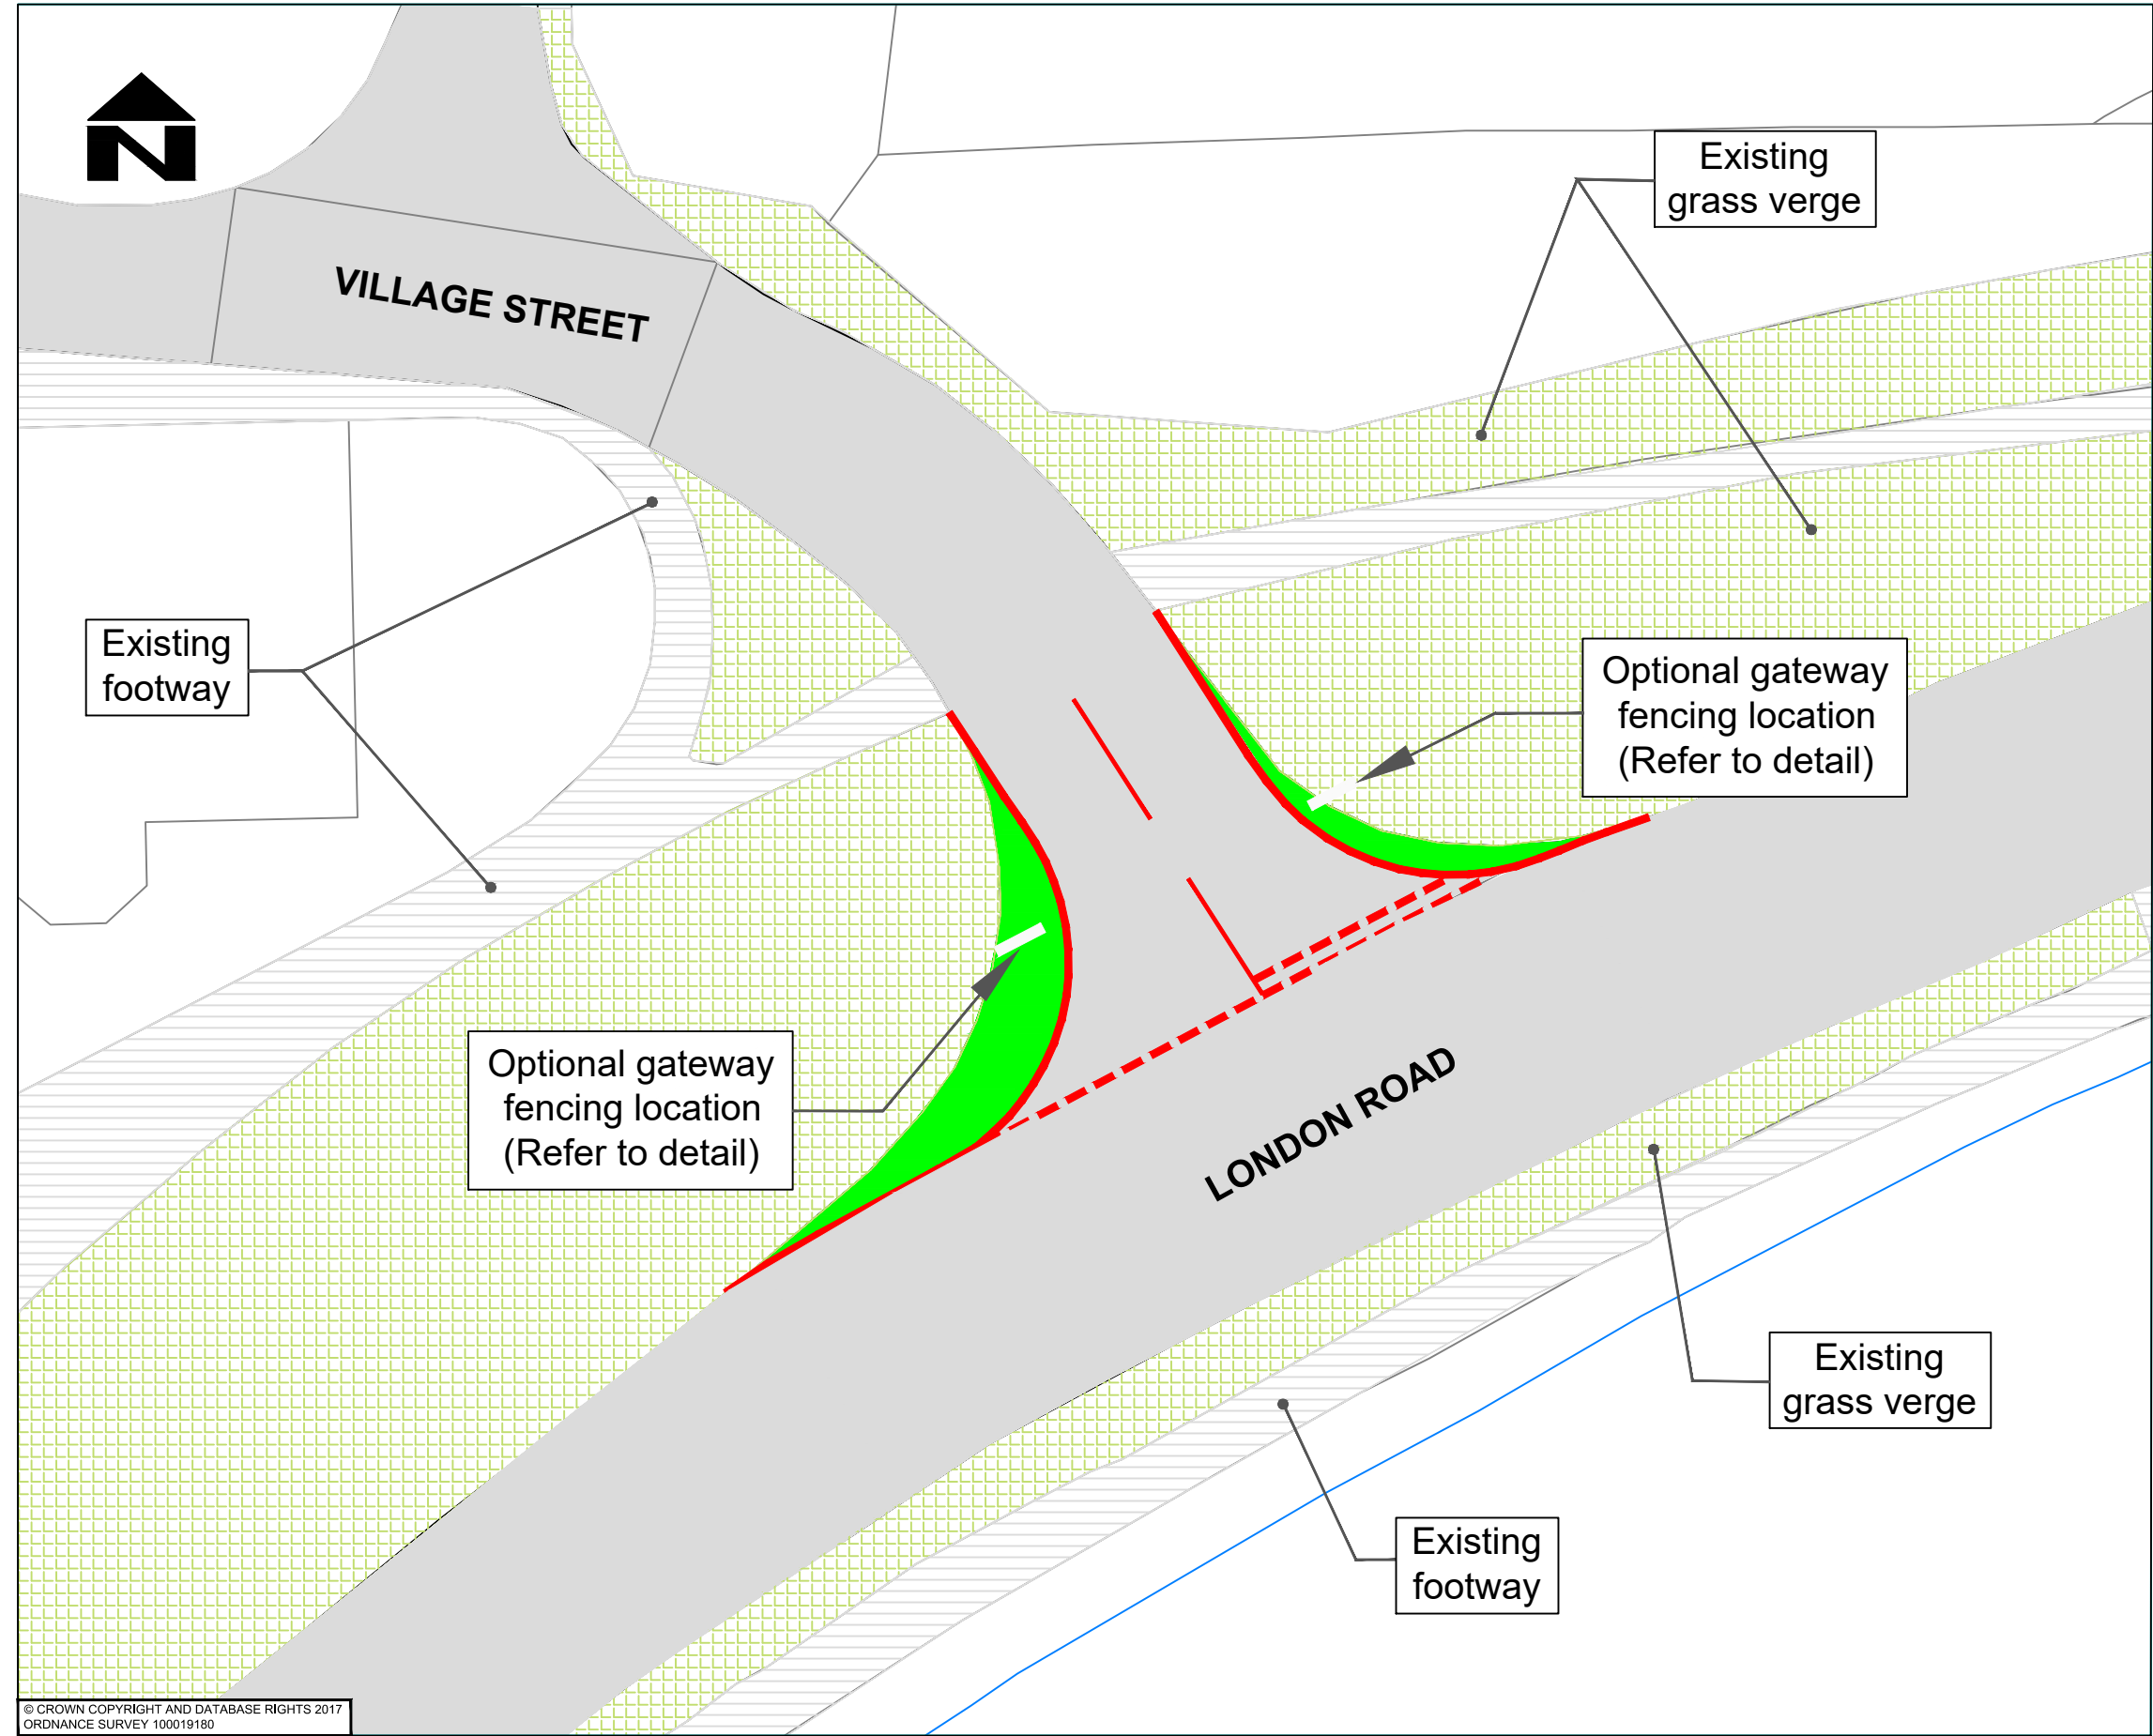 N
Existing
grass verge
VILLAGE STREET
Existing
footway
Optional gateway
fencing location
(Refer to detail)
Optional gateway
fencing location
(Refer to detail)
LONDON ROAD
Existing
grass verge
Existing
footway
© CROWN COPYRIGHT AND DATABASE RIGHTS 2017
ORDNANCE SURVEY 100019180